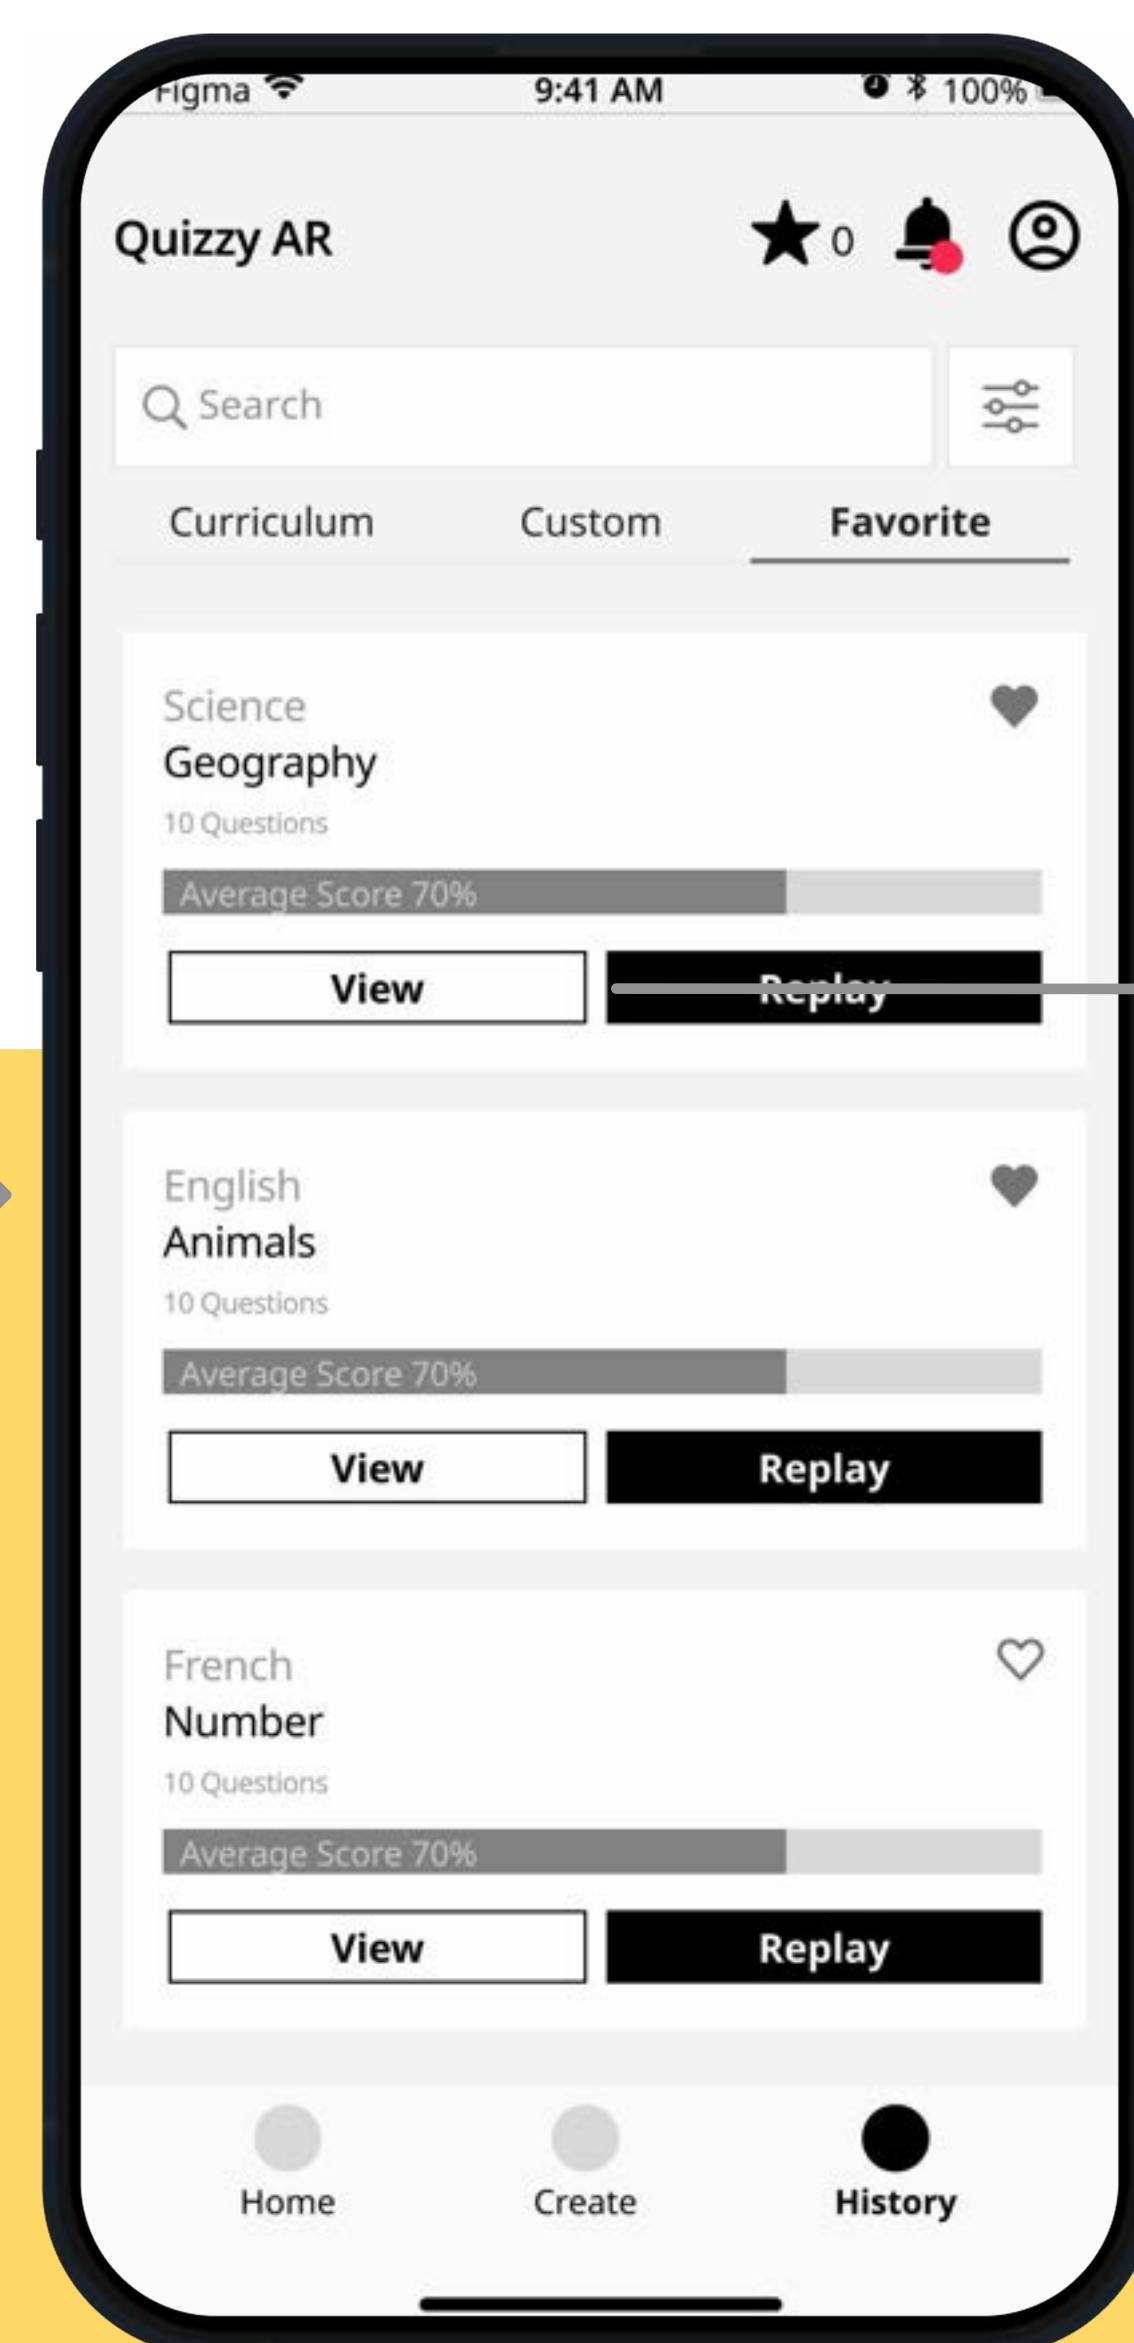 Figma 9:41 AM 100%
Quizzy AR 0
Search
Curriculum Custom Favorite
Science
Geography
10 Questions
Average Score 70%
View Replay
English
Animals
10 Questions
Average Score 70%
View Replay
French
Number
10 Questions
Average Score 70%
View Replay
Home Create History